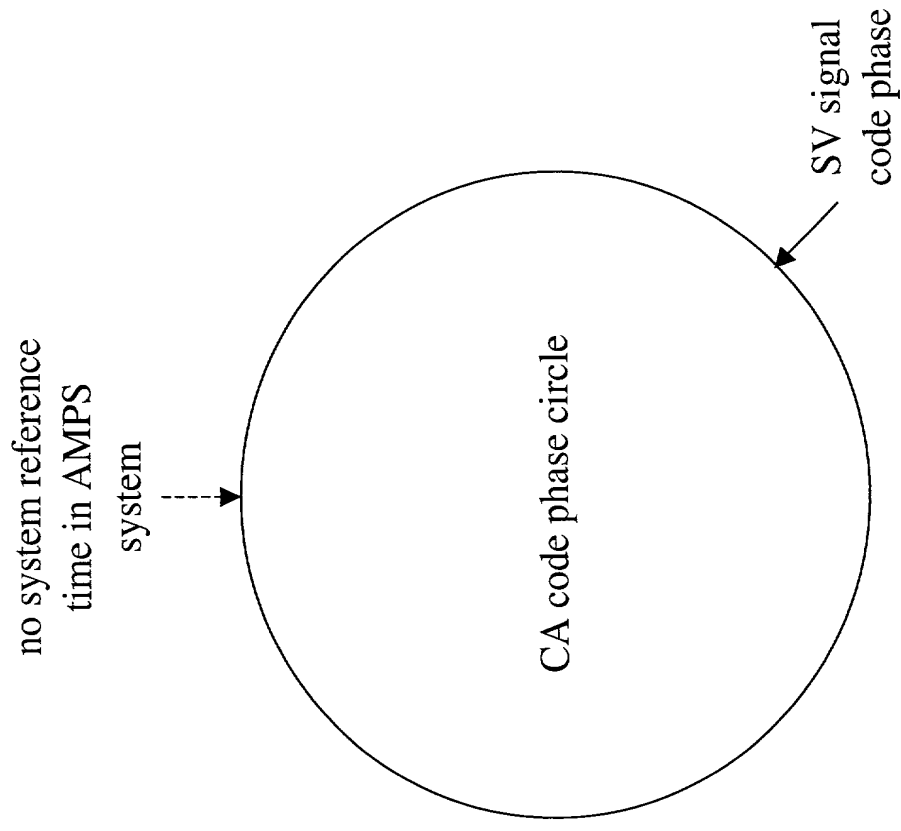 no system reference
time in AMPS
system
CA code phase circle
SV signal
code phase